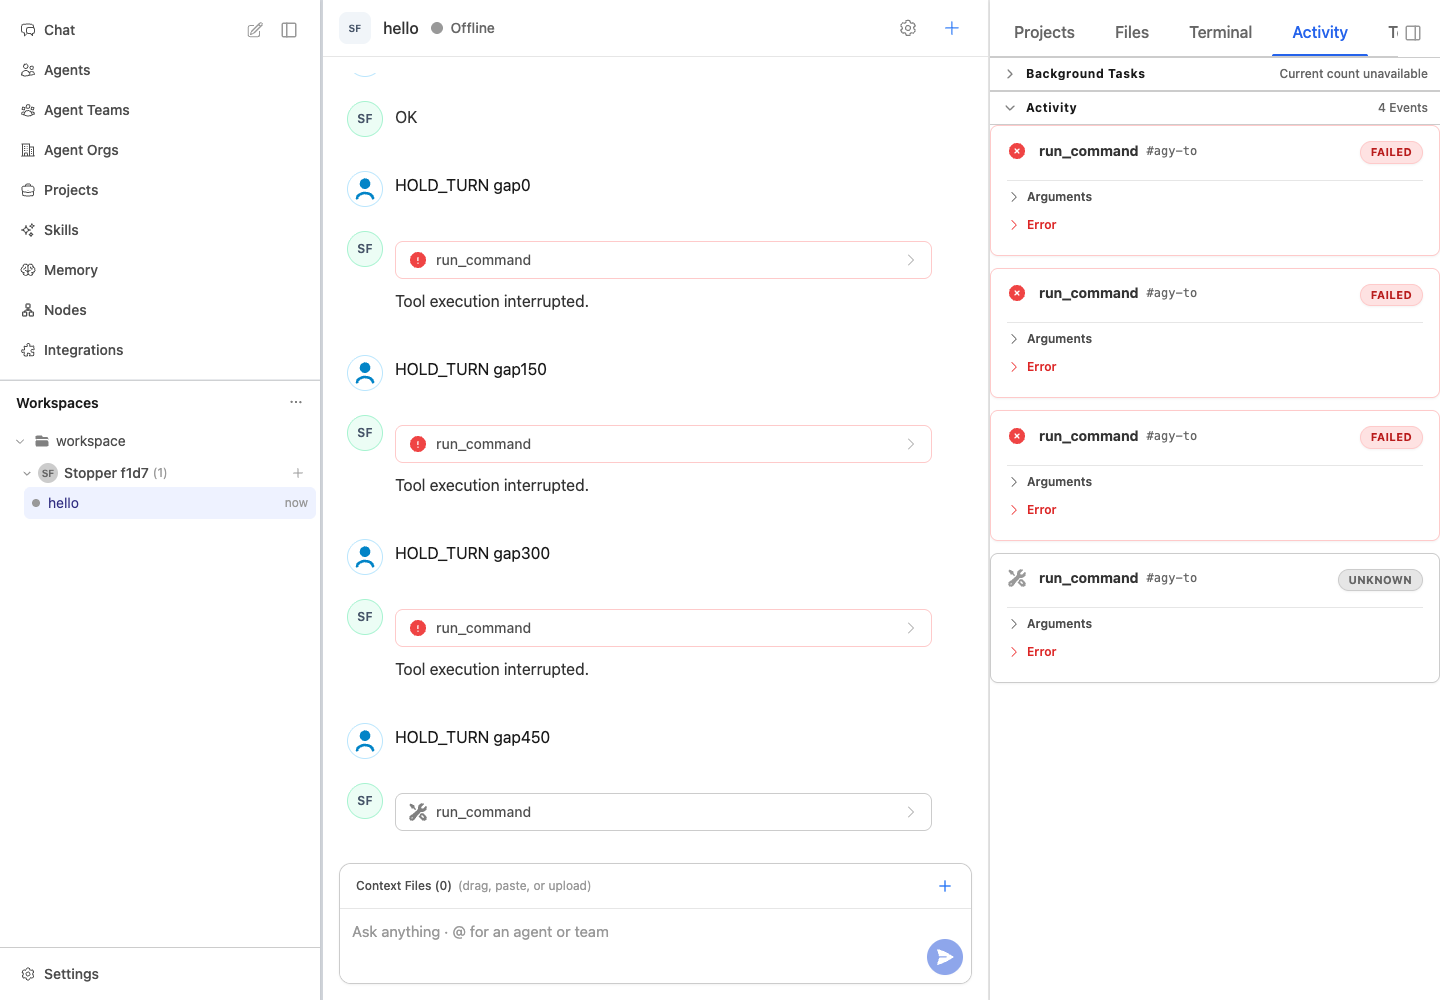 Chat
Agents
Agent Teams
Agent Orgs
Projects
Skills
Memory
Nodes
Integrations
Workspaces
workspace
SF Stopper f1d7 (1)
hello now
Settings
SF hello Offline
SF OK
HOLD_TURN gap0
SF run_command
Tool execution interrupted.
HOLD_TURN gap150
SF run_command
Tool execution interrupted.
HOLD_TURN gap300
SF run_command
Tool execution interrupted.
HOLD_TURN gap450
SF run_command
Context Files (0) (drag, paste, or upload)
Ask anything · @ for an agent or team
Projects Files Terminal Activity
Background Tasks Current count unavailable
Activity 4 Events
run_command #agy-to FAILED
Arguments
Error
run_command #agy-to FAILED
Arguments
Error
run_command #agy-to FAILED
Arguments
Error
run_command #agy-to UNKNOWN
Arguments
Error